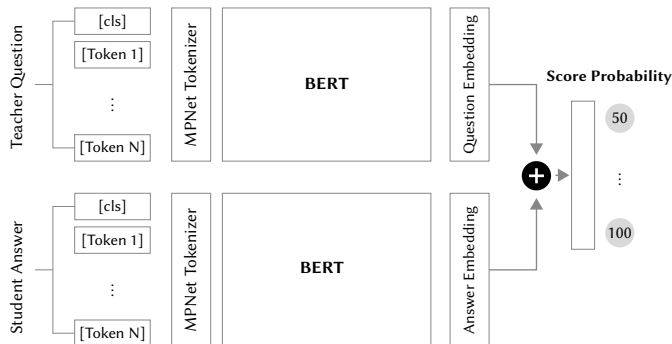 Teacher Question
[cls]
[Token 1]
...
[Token N]
MPNet Tokenizer
BERT
Question Embedding
Student Answer
[cls]
[Token 1]
...
[Token N]
MPNet Tokenizer
BERT
Answer Embedding
+
Score Probability
50
...
100